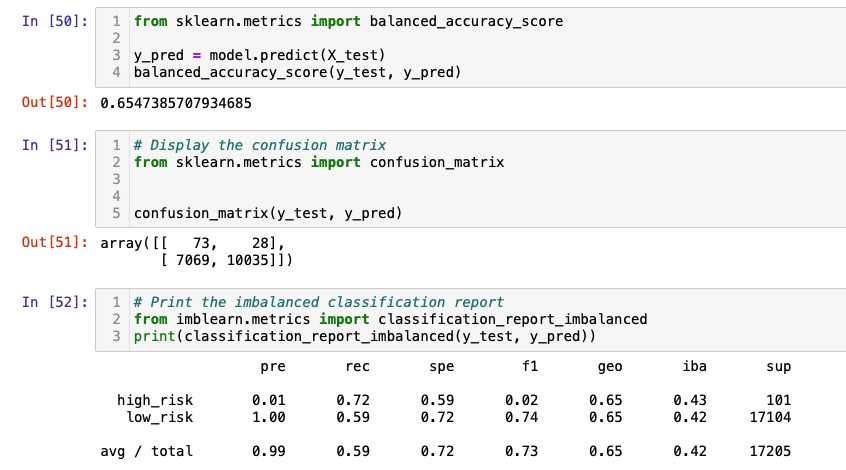 In [50]: 1 from sklearn.metrics import balanced_accuracy_score
2
3 y_pred = model.predict(X_test)
4 balanced_accuracy_score(y_test, y_pred)
Out[50]: 0.6547385707934685
In [51]: 1 # Display the confusion matrix
2 from sklearn.metrics import confusion_matrix
3
4
5 confusion_matrix(y_test, y_pred)
Out[51]: array([[   73,    28],
[ 7069, 10035]])
In [52]: 1 # Print the imbalanced classification report
2 from imblearn.metrics import classification_report_imbalanced
3 print(classification_report_imbalanced(y_test, y_pred))
pre rec spe f1 geo iba sup
high_risk 0.01 0.72 0.59 0.02 0.65 0.43 101
low_risk 1.00 0.59 0.72 0.74 0.65 0.42 17104
avg / total 0.99 0.59 0.72 0.73 0.65 0.42 17205